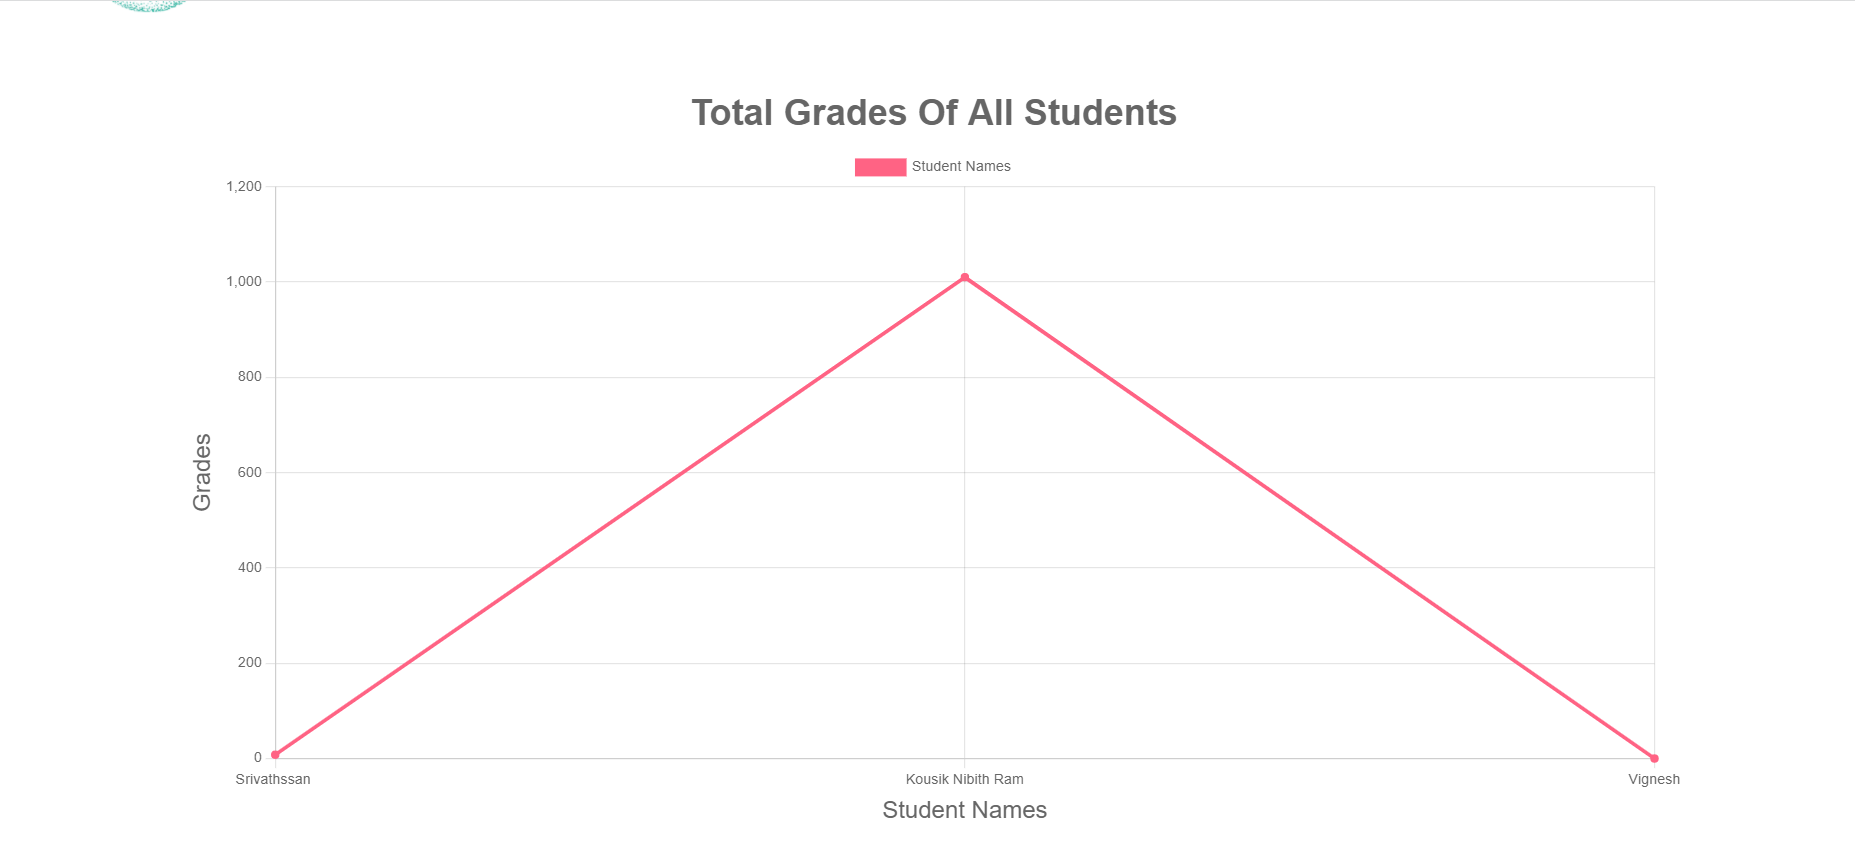 Total Grades Of All Students
Student Names
1,200
1,000
800
600
400
200
0
Grades
Srivathssan Kousik Nibith Ram Vignesh
Student Names